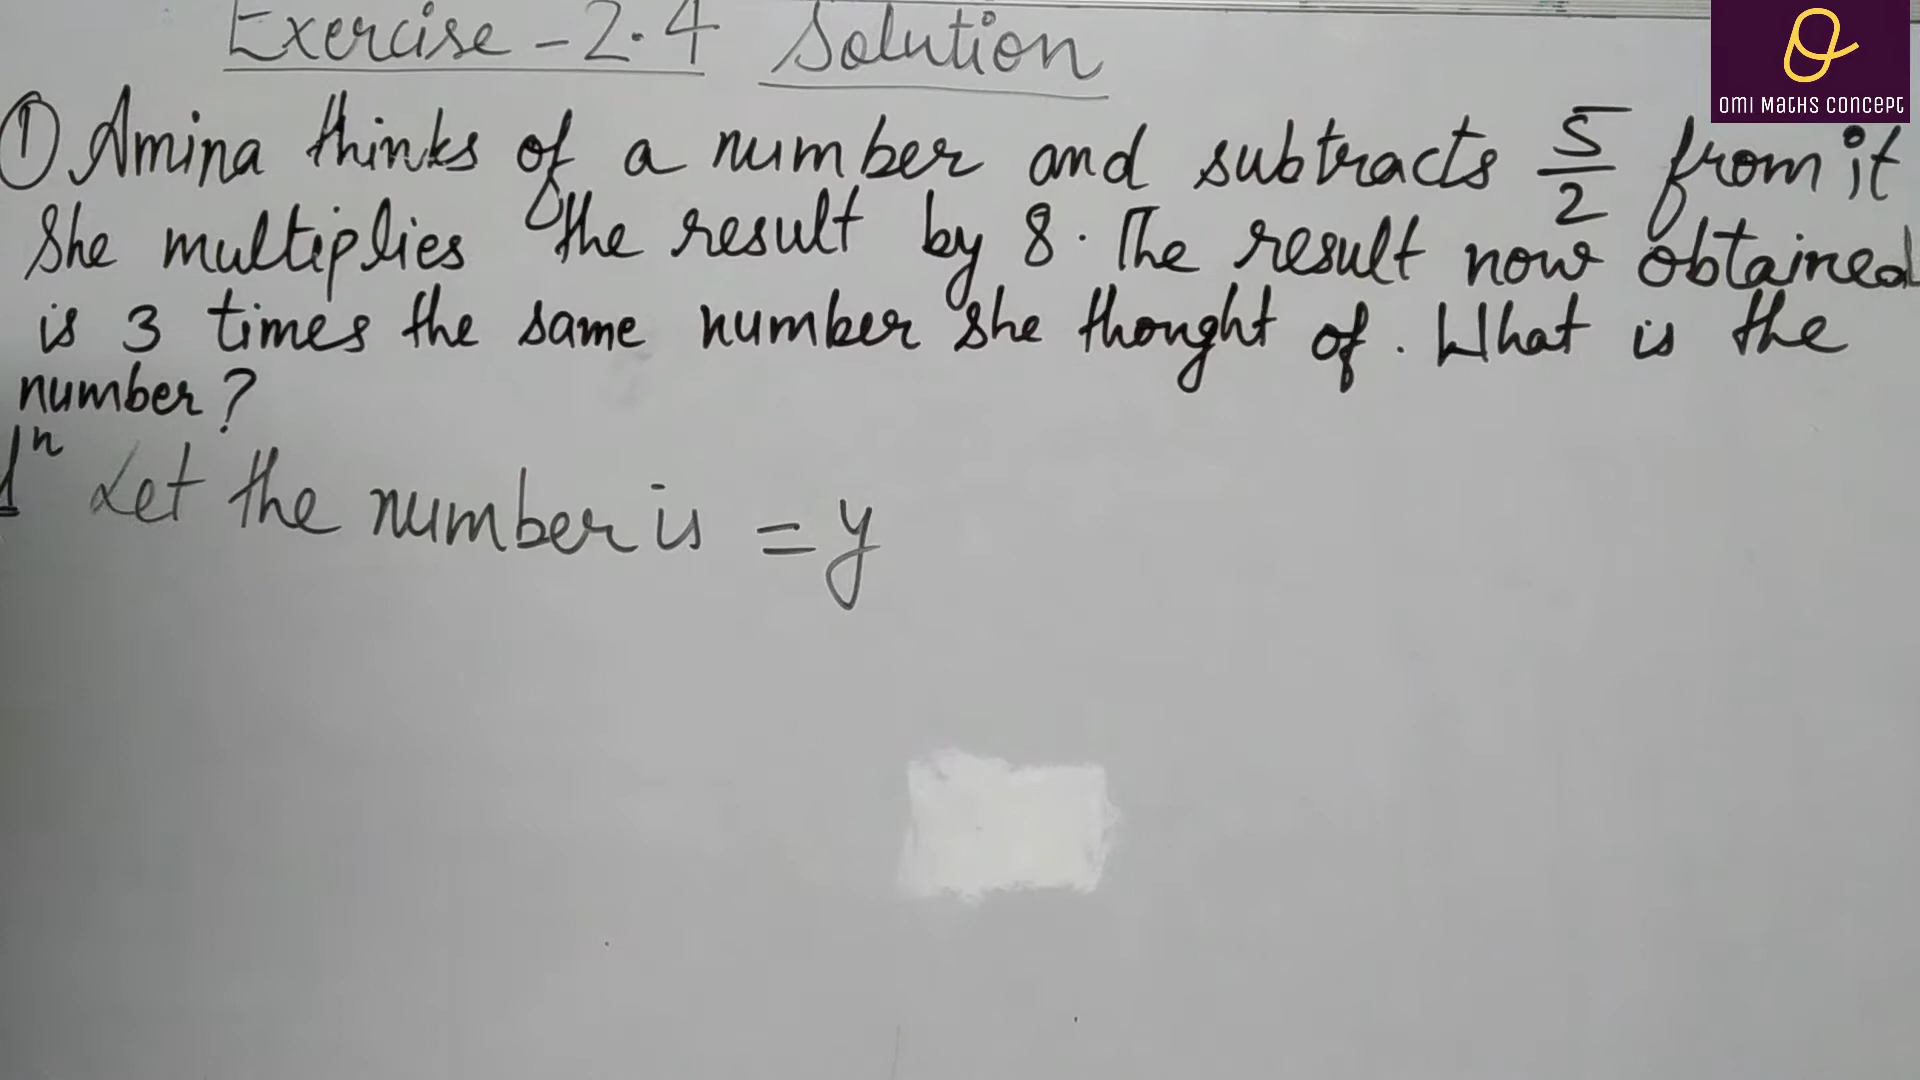 Exercise - 2.4 Solution
OMI MATHS CONCEPT
① Amina thinks of a number and subtracts 5/2 from it
She multiplies the result by 8. The result now obtained
is 3 times the same number she thought of. What is the
number?
Let the number is = y